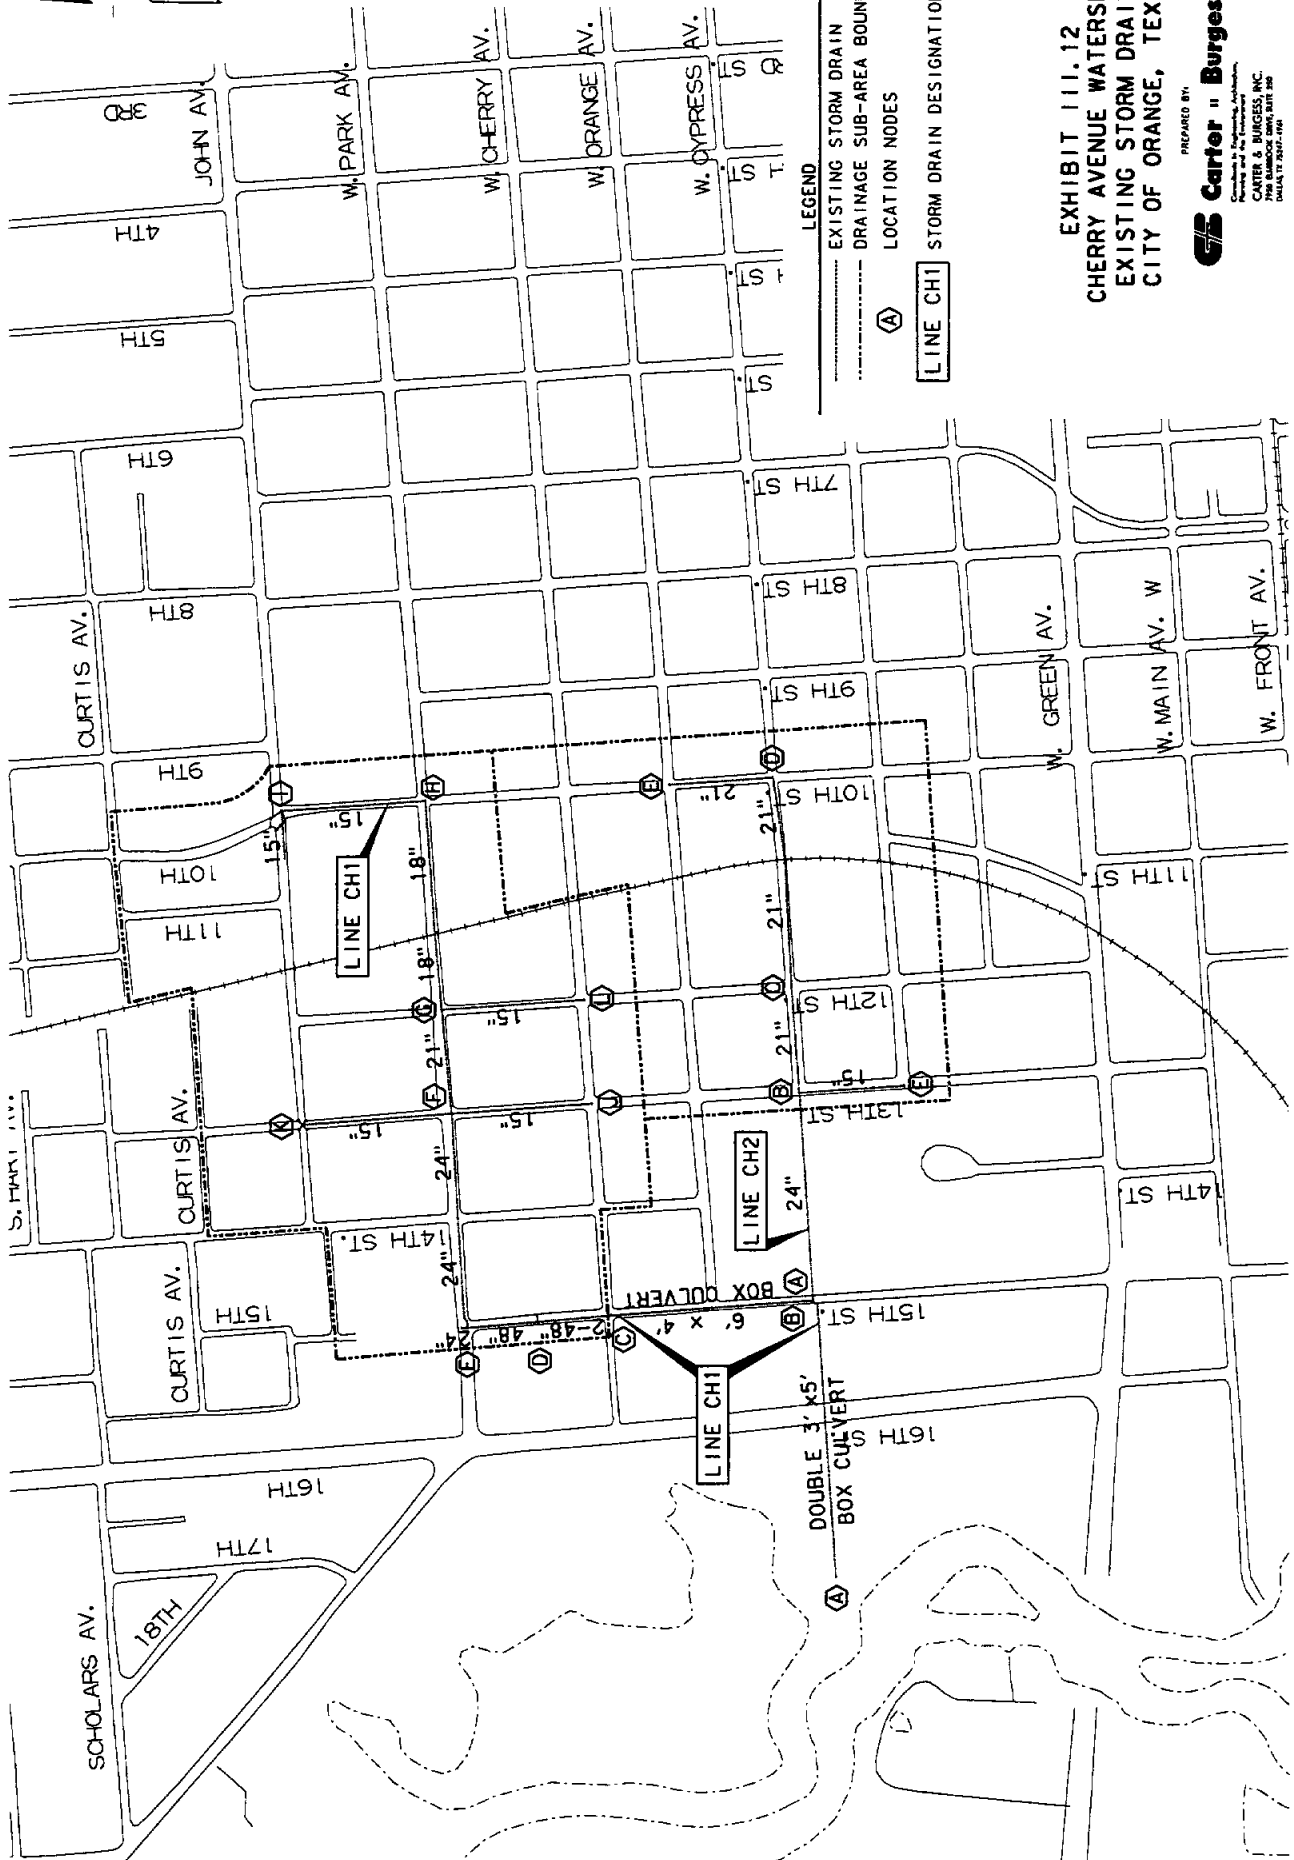 EXHIBIT III.12
CHERRY AVENUE WATERS
EXISTING STORM DRAI
CITY OF ORANGE, TEX
PREPARED BY:
Carter Burges
CARTER & BURGESS, INC.
LEGEND
EXISTING STORM DRAIN
DRAINAGE SUB-AREA BOUN
A LOCATION NODES
LINE CH1 STORM DRAIN DESIGNATIO
JOHN AV.
W. PARK AV.
W. CHERRY AV.
W. ORANGE AV.
W. CYPRESS AV.
3RD
4TH
5TH
6TH
8TH
9TH
10TH
11TH
ST
ST
ST
ST
7TH ST.
8TH ST.
9TH ST.
10TH ST.
11TH ST.
12TH ST
13TH ST.
14TH ST.
14TH ST.
15TH ST.
15TH
16TH ST
16TH
17TH
18TH
CURTIS AV.
CURTIS AV.
CURTIS AV.
SCHOLARS AV.
W. GREEN AV.
W. MAIN AV. W
W. FRONT AV.
LINE CH1
LINE CH2
LINE CH1
15"
15"
18"
18"
21"
24"
24"
24"
48"
2-48"
15"
15"
15"
21"
21"
21"
21"
15"
24"
6' x 4' BOX CULVERT
DOUBLE 3' x5'
BOX CULVERT
I
H
G
F
K
L
E
D
B
E
A
B
C
D
A